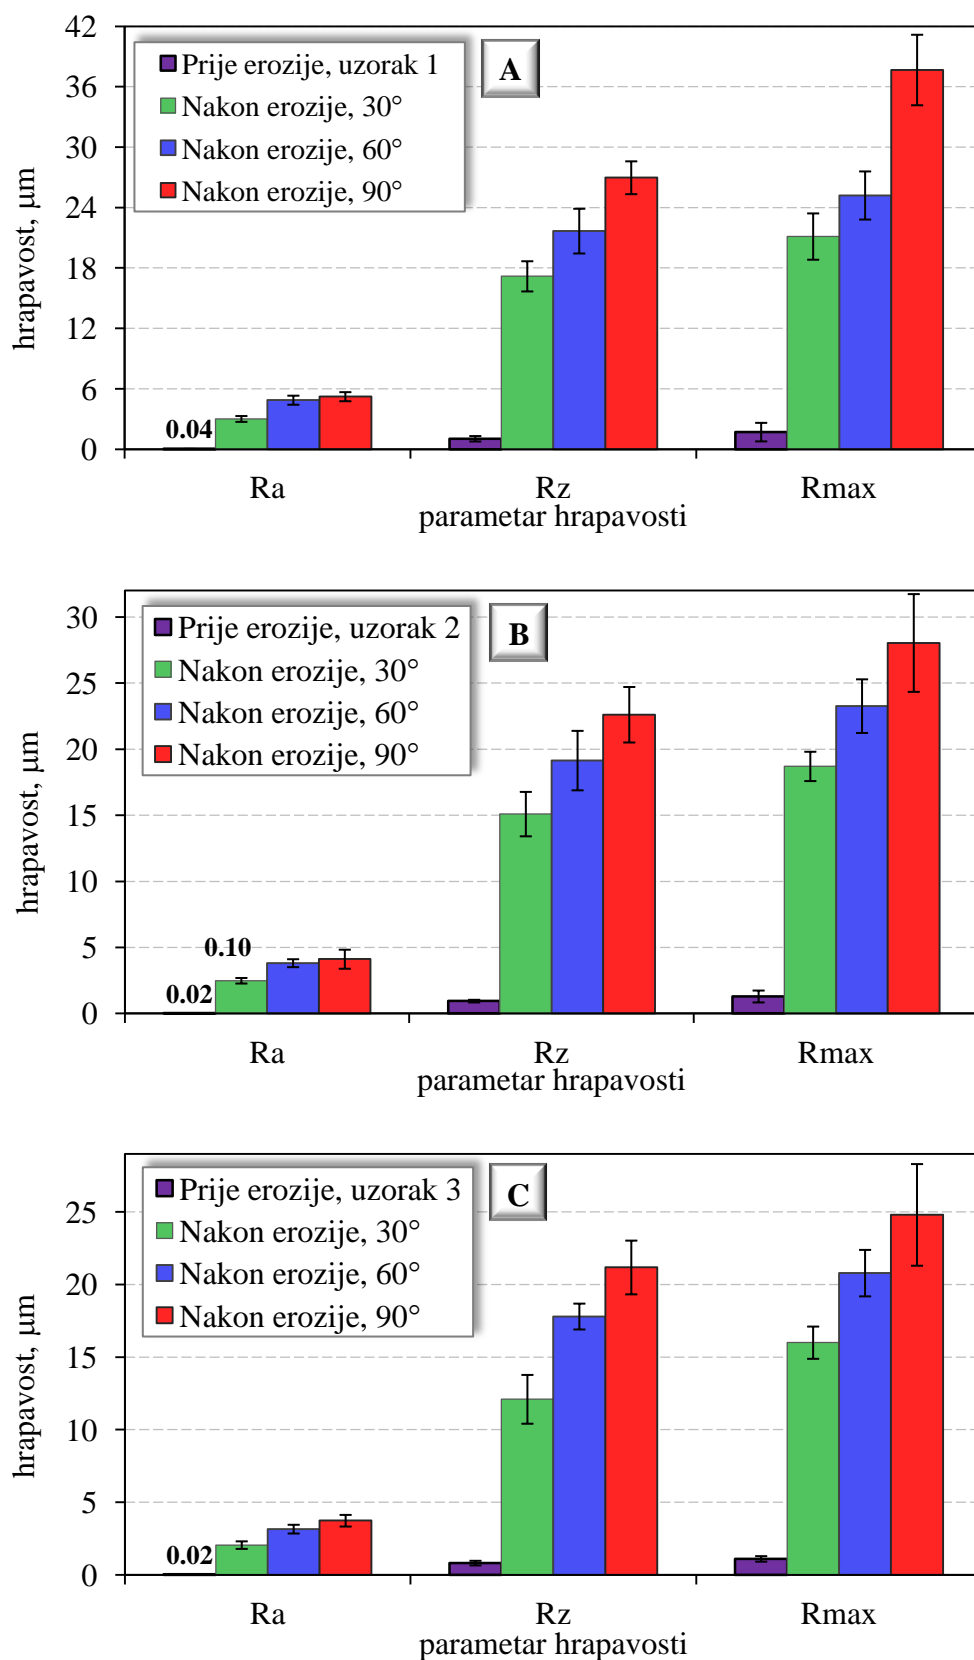 42
36
30
24
18
12
6
0
hrapavost, µm
Prije erozije, uzorak 1
Nakon erozije, 30°
Nakon erozije, 60°
Nakon erozije, 90°
A
0.04
Ra Rz Rmax
parametar hrapavosti
30
25
20
15
10
5
0
hrapavost, µm
Prije erozije, uzorak 2
Nakon erozije, 30°
Nakon erozije, 60°
Nakon erozije, 90°
B
0.10
0.02
Ra Rz Rmax
parametar hrapavosti
25
20
15
10
5
0
hrapavost, µm
Prije erozije, uzorak 3
Nakon erozije, 30°
Nakon erozije, 60°
Nakon erozije, 90°
C
0.02
Ra Rz Rmax
parametar hrapavosti